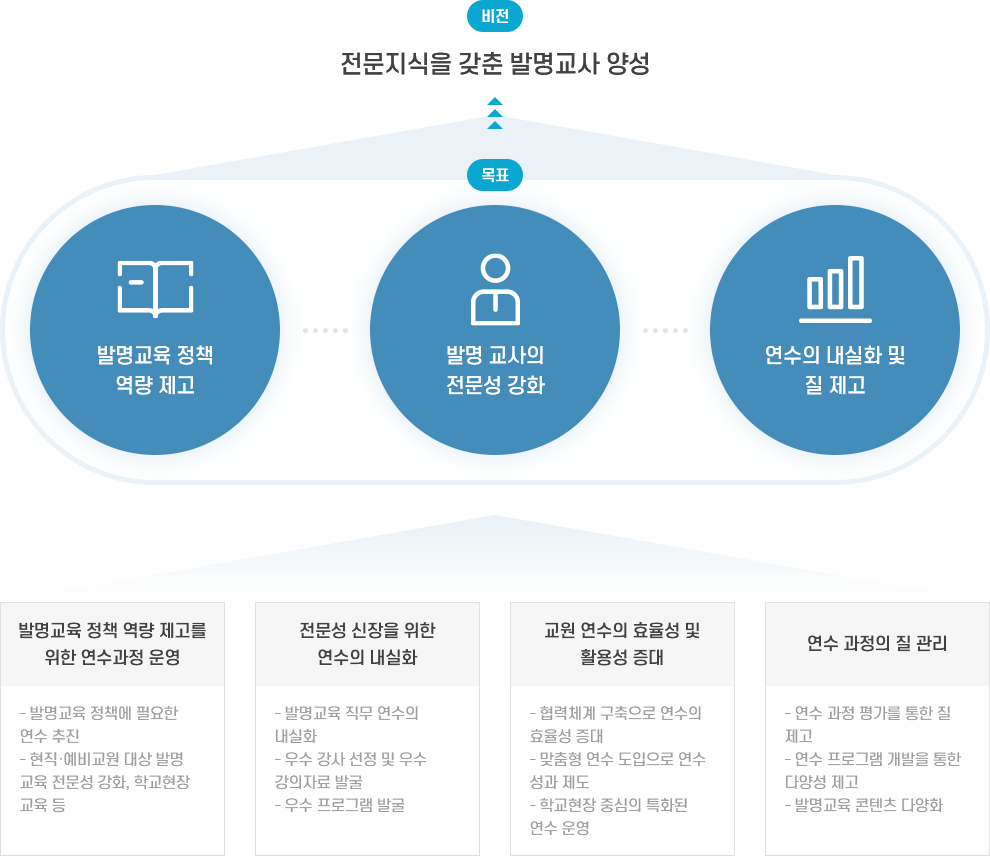 비전
전문지식을 갖춘 발명교사 양성
목표
발명교육 정책
역량 제고
발명 교사의
전문성 강화
연수의 내실화 및
질 제고
발명교육 정책 역량 제고를
위한 연수과정 운영
- 발명교육 정책에 필요한
연수 추진
- 현직·예비교원 대상 발명
교육 전문성 강화, 학교현장
교육 등
전문성 신장을 위한
연수의 내실화
- 발명교육 직무 연수의
내실화
- 우수 강사 선정 및 우수
강의자료 발굴
- 우수 프로그램 발굴
교원 연수의 효율성 및
활용성 증대
- 협력체계 구축으로 연수의
효율성 증대
- 맞춤형 연수 도입으로 연수
성과 제도
- 학교현장 중심의 특화된
연수 운영
연수 과정의 질 관리
- 연수 과정 평가를 통한 질
제고
- 연수 프로그램 개발을 통한
다양성 제고
- 발명교육 콘텐츠 다양화